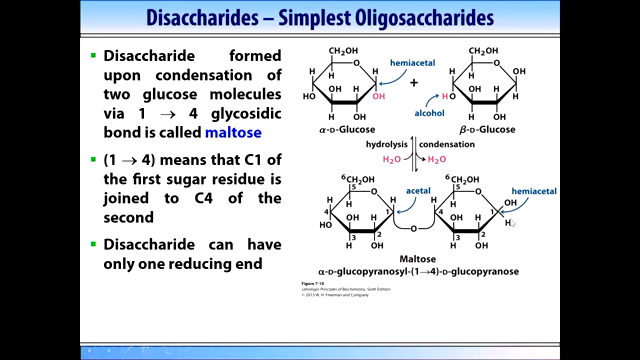 Disaccharides – Simplest Oligosaccharides
▪ Disaccharide formed
upon condensation of
two glucose molecules
via 1 → 4 glycosidic
bond is called maltose
▪ (1 → 4) means that C1 of
the first sugar residue is
joined to C4 of the
second
▪ Disaccharide can have
only one reducing end
CH₂OH
O
H
H
H
OH
H
HO
OH
H
OH
hemiacetal
α-D-Glucose
+
CH₂OH
O
H
OH
H
OH
H
HO
H
H
OH
alcohol
β-D-Glucose
hydrolysis
condensation
H₂O
H₂O
6 CH₂OH
5
O
H
H
H
4
1
OH
H
HO
3
2
H
OH
acetal
O
6 CH₂OH
5
O
H
H
OH
4
1
OH
H
H
3
2
H
OH
hemiacetal
Maltose
α-D-glucopyranosyl-(1→4)-D-glucopyranose
Figure 7-10
Lehninger Principles of Biochemistry, Sixth Edition
© 2013 W. H. Freeman and Company